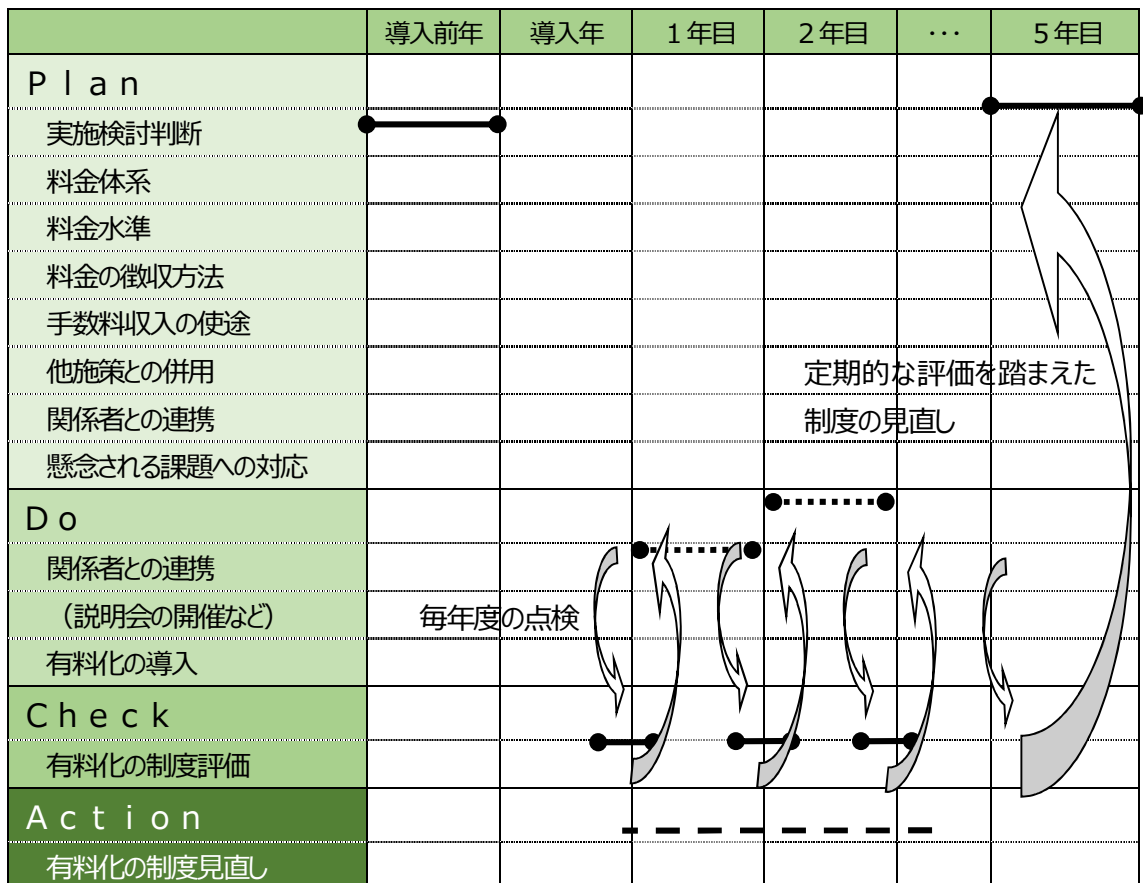 導入前年 導入年 1年目 2年目 ・・・ 5年目
Ｐｌａｎ
実施検討判断
料金体系
料金水準
料金の徴収方法
手数料収入の使途
他施策との併用
定期的な評価を踏まえた
関係者との連携
制度の見直し
懸念される課題への対応
Ｄｏ
関係者との連携
（説明会の開催など）
毎年度の点検
有料化の導入
Ｃｈｅｃｋ
有料化の制度評価
Ａｃｔｉｏｎ
有料化の制度見直し